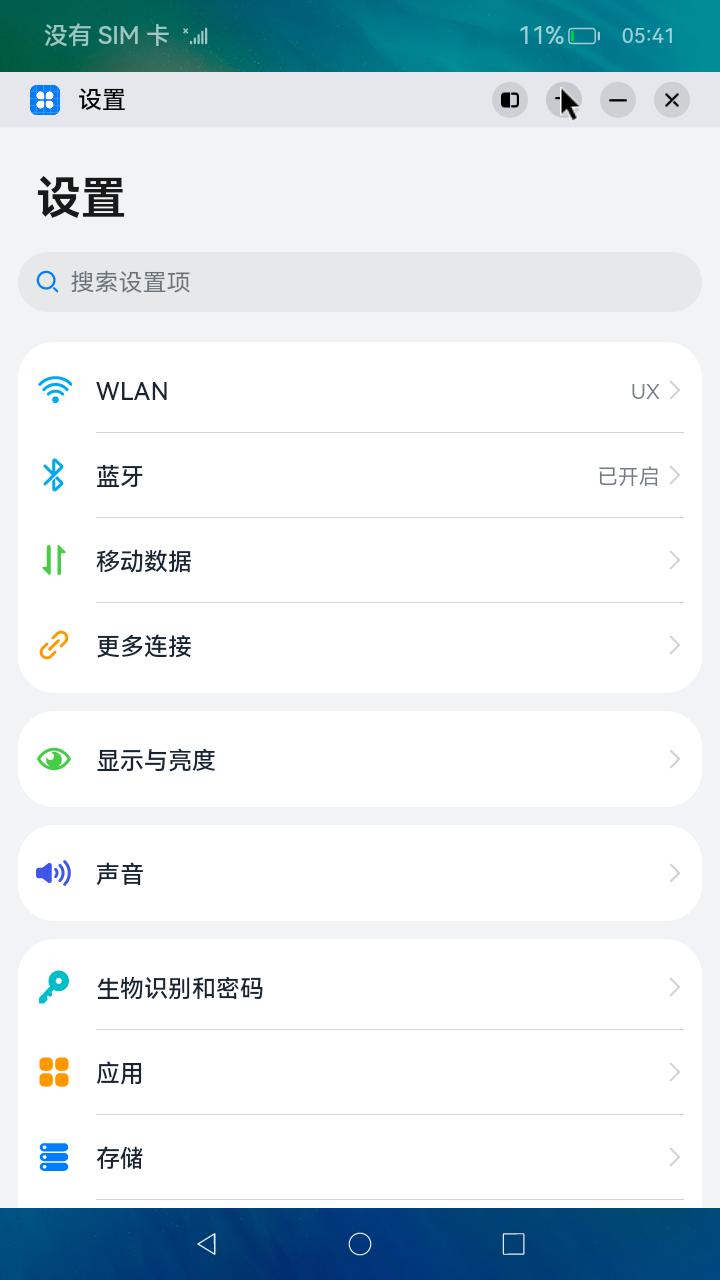 没有 SIM 卡
11%
05:41
设置
设置
搜索设置项
WLAN
UX
蓝牙
已开启
移动数据
更多连接
显示与亮度
声音
生物识别和密码
应用
存储